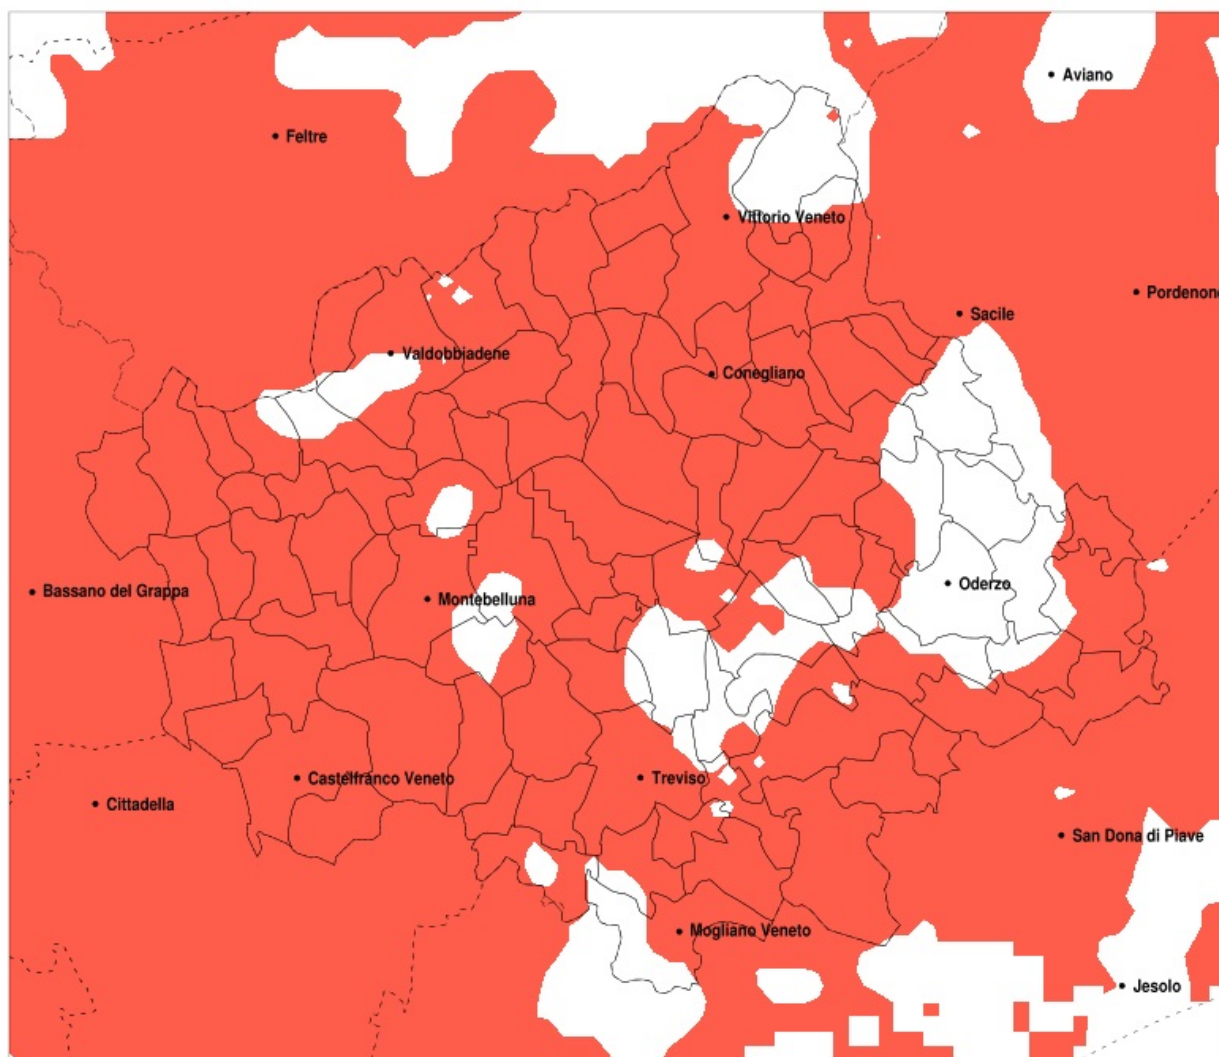 Aviano
Feltre
Vittorio Veneto
Pordenone
Sacile
Valdobbiadene
Conegliano
Bassano del Grappa
Montebelluna
Oderzo
Castelfranco Veneto
Treviso
Cittadella
San Dona di Piave
Mogliano Veneto
Jesolo